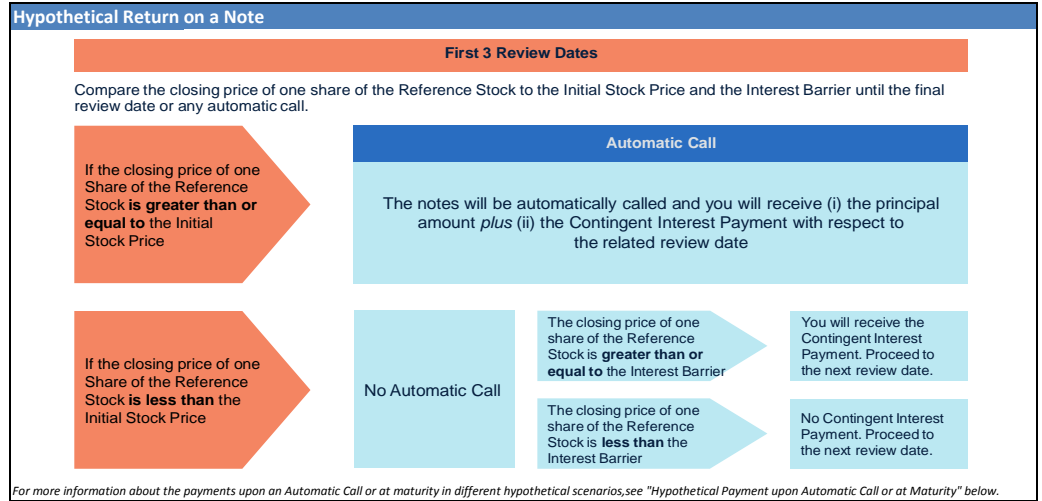 Hypothetical Return on a Note
First 3 Review Dates
Compare the closing price of one share of the Reference Stock to the Initial Stock Price and the Interest Barrier until the final
review date or any automatic call.
If the closing price of one
Share of the Reference
Stock is greater than or
equal to the Initial
Stock Price
Automatic Call
The notes will be automatically called and you will receive (i) the principal
amount plus (ii) the Contingent Interest Payment with respect to
the related review date
If the closing price of one
Share of the Reference
Stock is less than the
Initial Stock Price
No Automatic Call
The closing price of one
share of the Reference
Stock is greater than or
equal to the Interest Barrier
You will receive the
Contingent Interest
Payment. Proceed to
the next review date.
The closing price of one
share of the Reference
Stock is less than the
Interest Barrier
No Contingent Interest
Payment. Proceed to
the next review date.
For more information about the payments upon an Automatic Call or at maturity in different hypothetical scenarios,see "Hypothetical Payment upon Automatic Call or at Maturity" below.